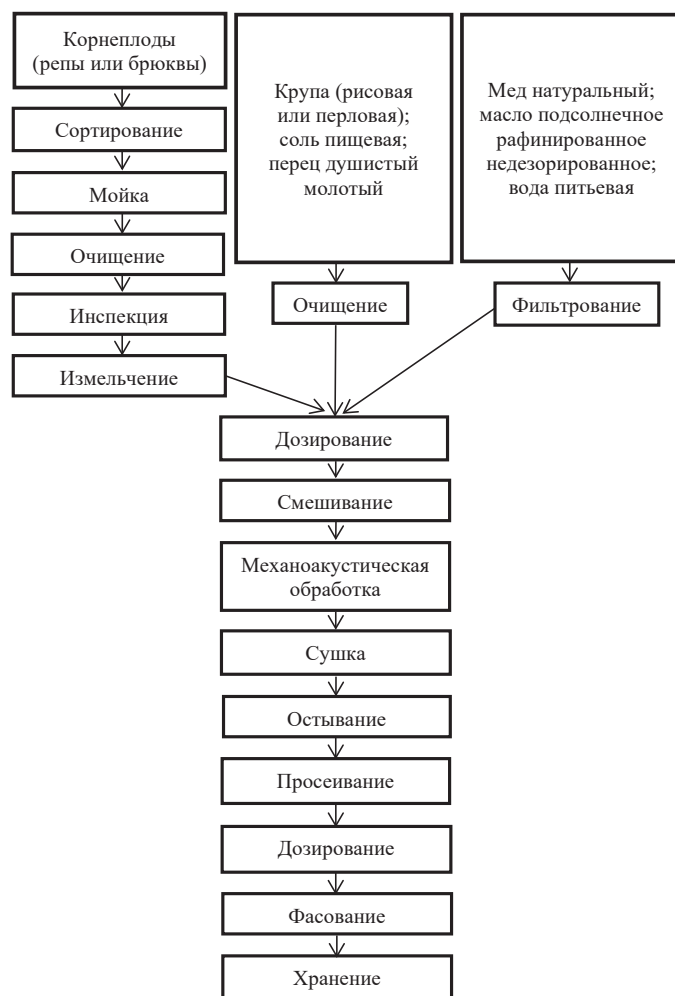 Корнеплоды
(репы или брюквы)
Сортирование
Мойка
Очищение
Инспекция
Измельчение
Крупа (рисовая
или перловая);
соль пищевая;
перец душистый
молотый
Очищение
Мед натуральный;
масло подсолнечное
рафинированное
недезорированное;
вода питьевая
Фильтрование
Дозирование
Смешивание
Механоакустическая
обработка
Сушка
Остывание
Просеивание
Дозирование
Фасование
Хранение